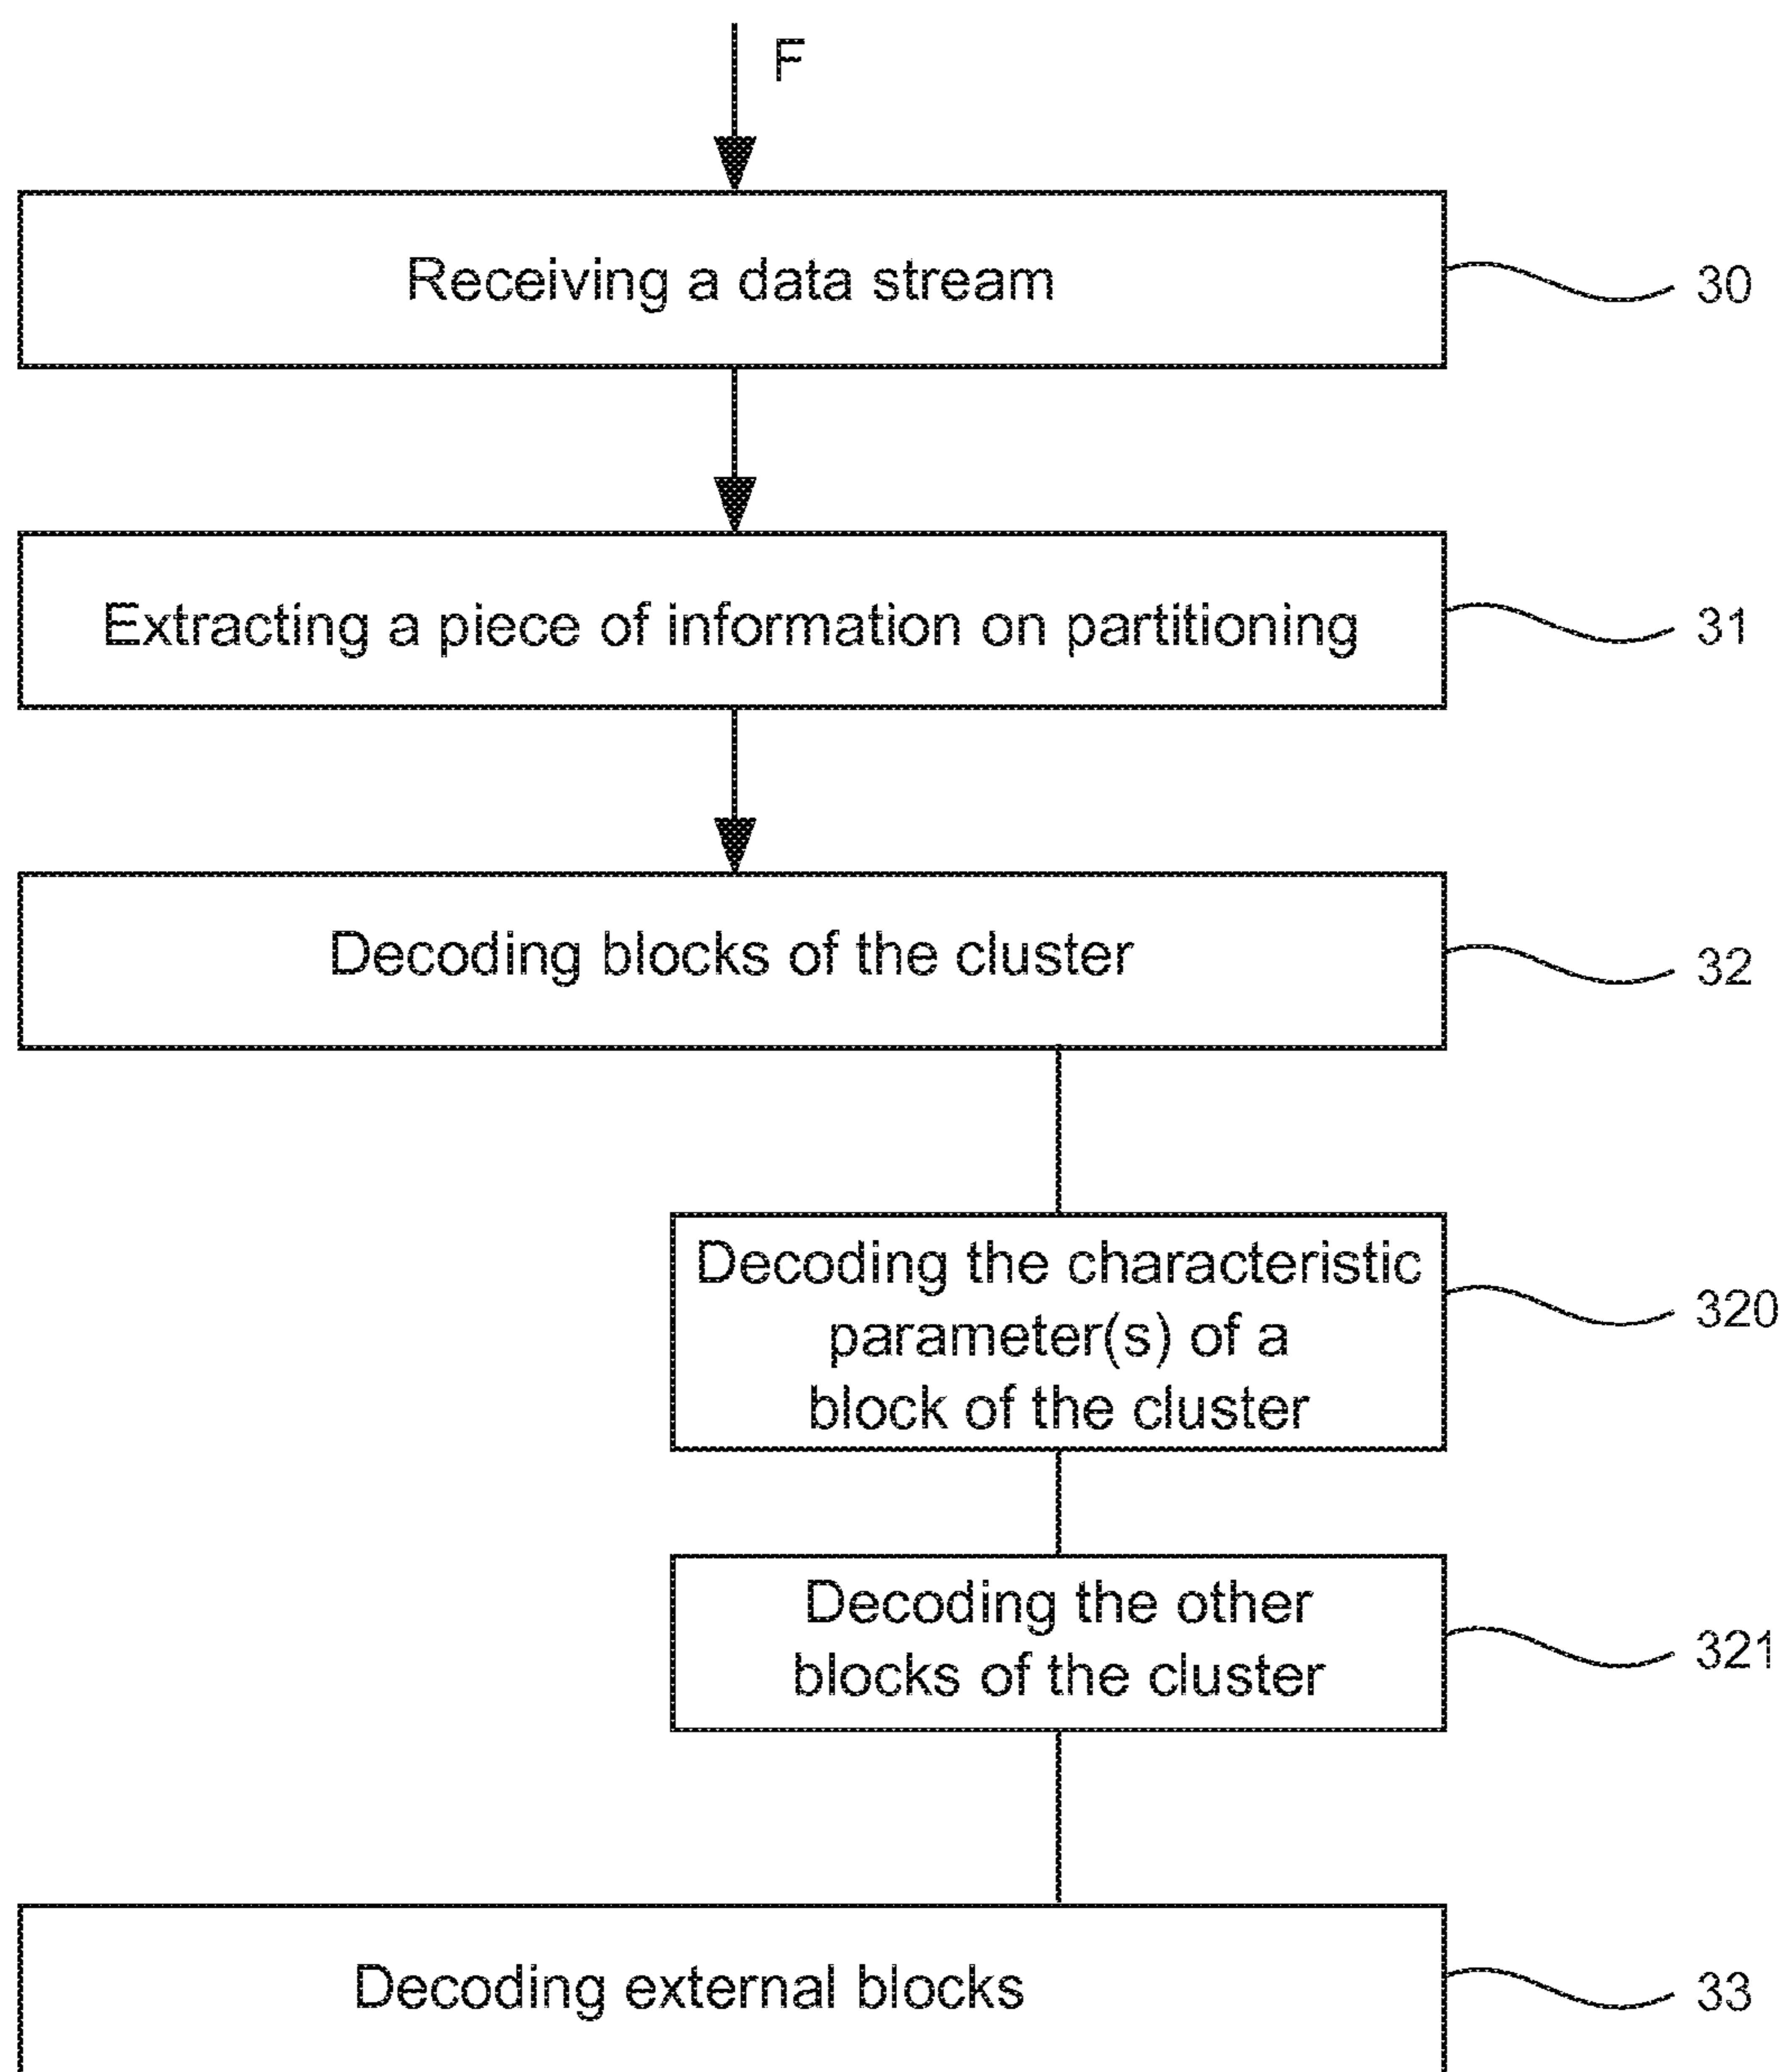 F
Receiving a data stream
30
Extracting a piece of information on partitioning
31
Decoding blocks of the cluster
32
Decoding the characteristic
parameter(s) of a
block of the cluster
320
Decoding the other
blocks of the cluster
321
Decoding external blocks
33